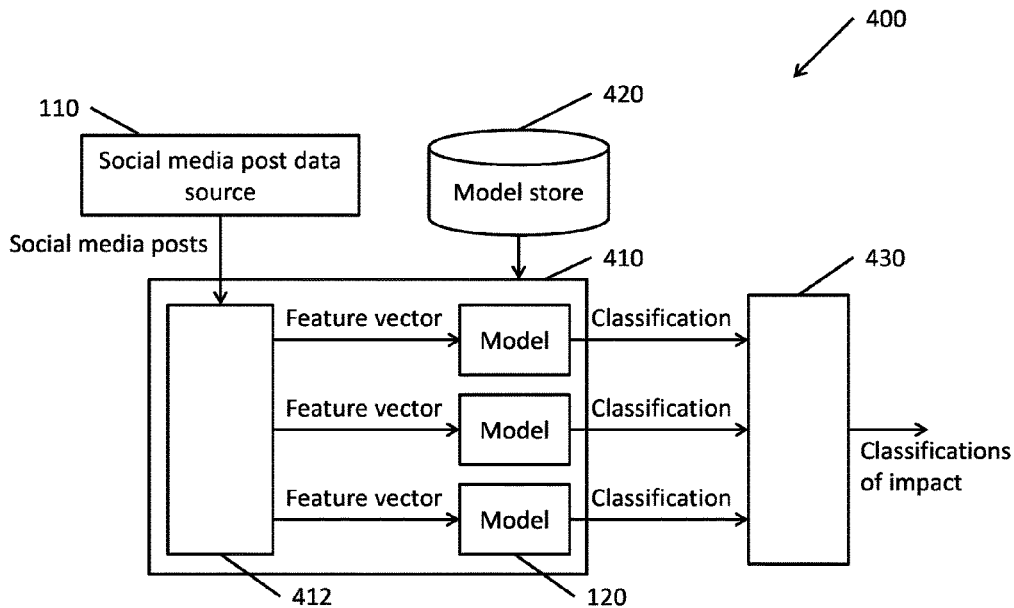 400
110
420
Social media post data
source
Model store
Social media posts
410
430
Feature vector
Model
Classification
Feature vector
Model
Classification
Classifications
of impact
Feature vector
Model
Classification
412
120